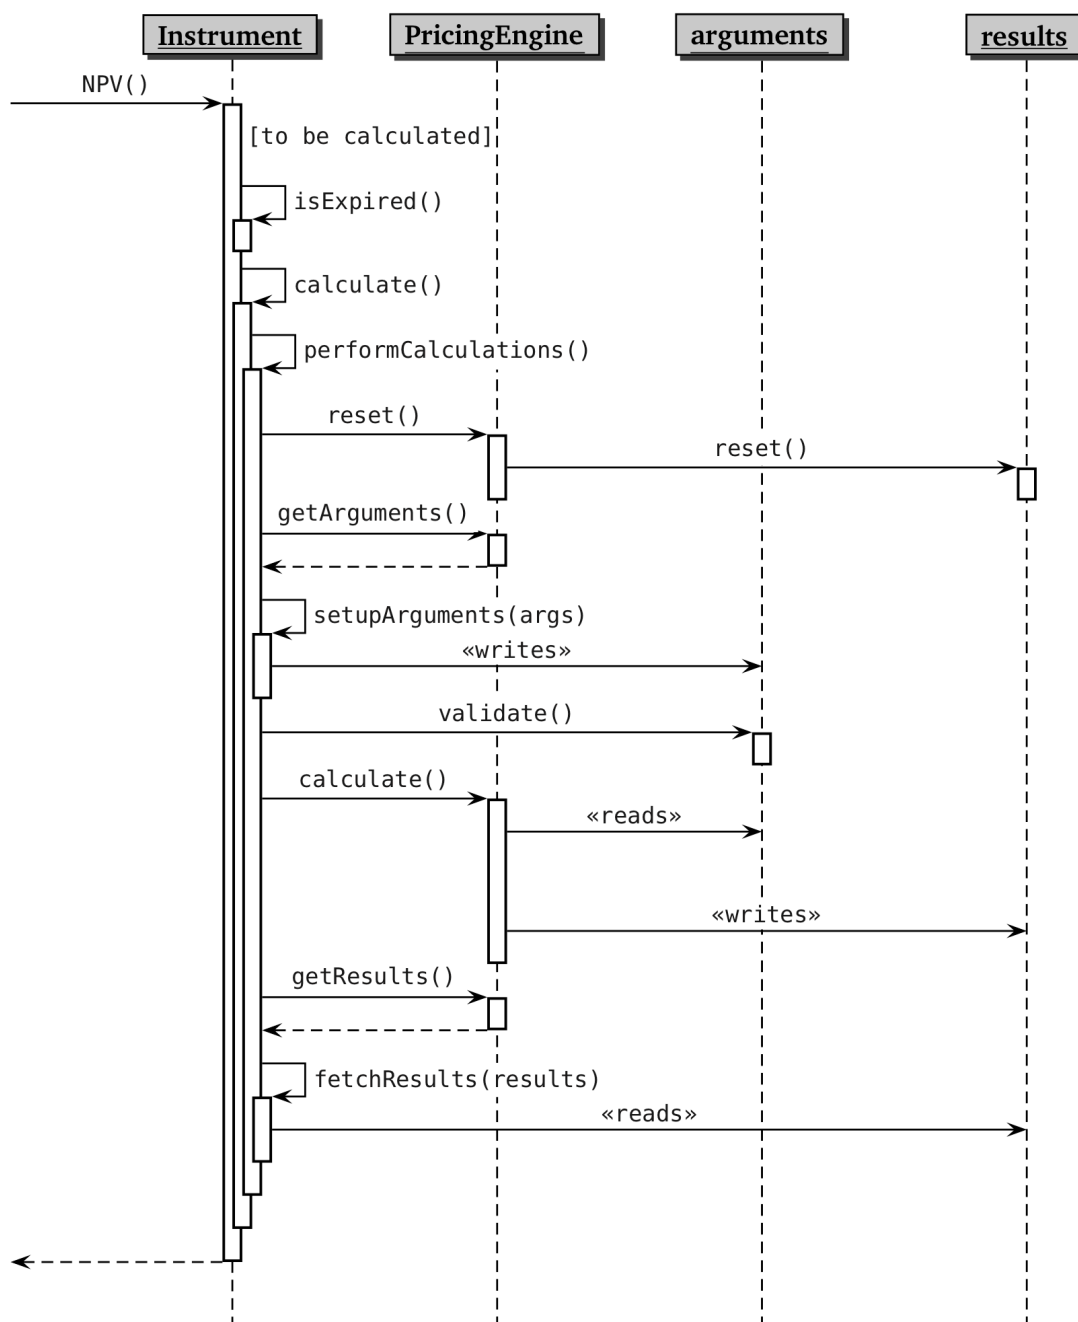 Instrument
PricingEngine
arguments
results
NPV()
[to be calculated]
isExpired()
calculate()
performCalculations()
reset()
reset()
getArguments()
setupArguments(args)
«writes»
validate()
calculate()
«reads»
«writes»
getResults()
fetchResults(results)
«reads»